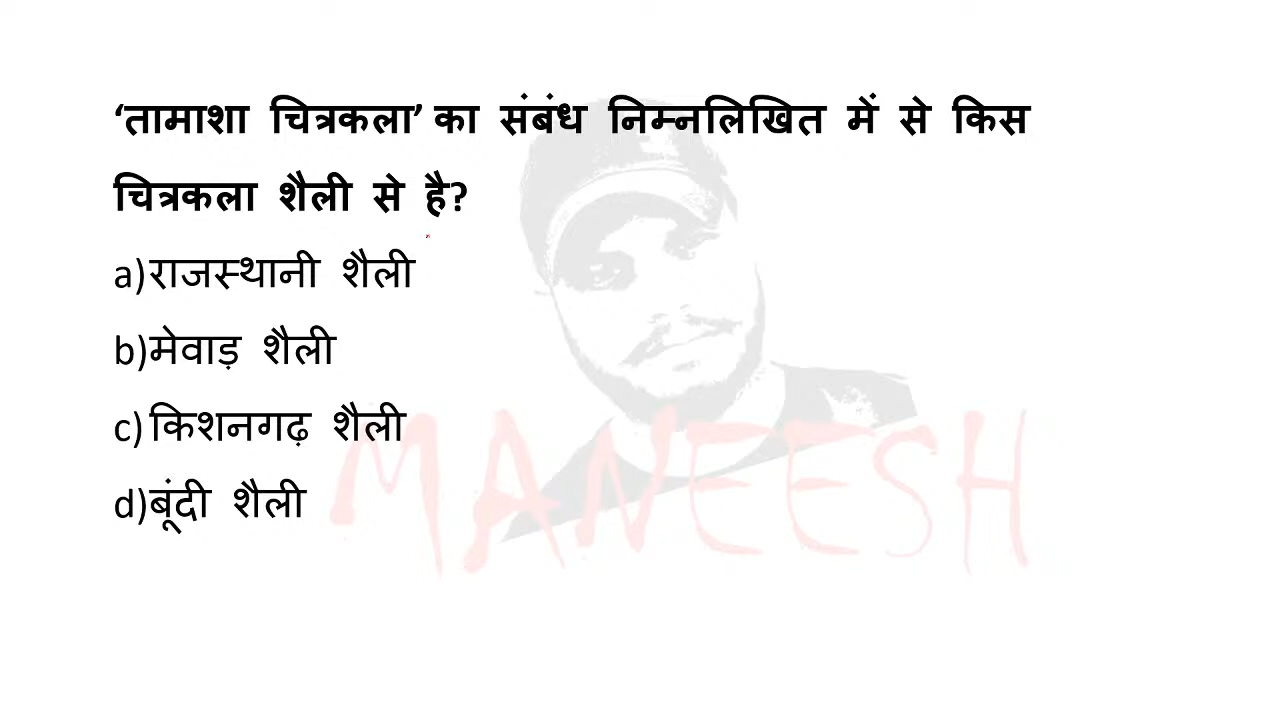 ‘तामाशा चित्रकला’ का संबंध निम्नलिखित में से किस
चित्रकला शैली से है?
a)राजस्थानी शैली
b)मेवाड़ शैली
c)किशनगढ़ शैली
d)बूंदी शैली
MANEESH